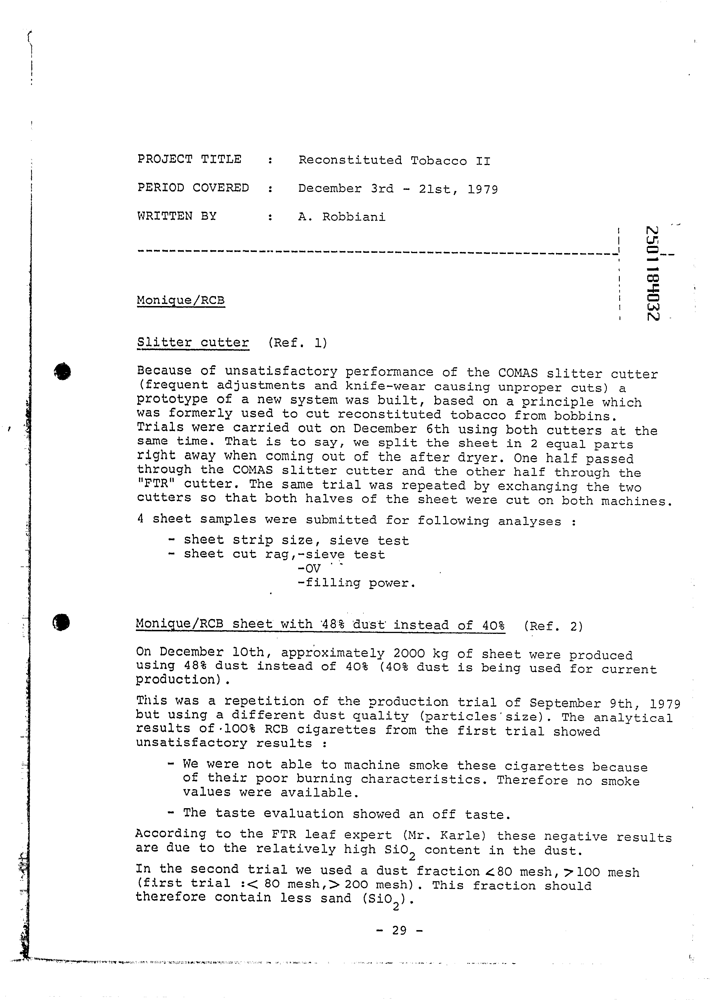 PROJECT TITLE : Reconstituted Tobacco II
PERIOD COVERED : December 3rd - 21st, 1979
WRITTEN BY : A. Robbiani
2501184032
Monique/RCB
Slitter cutter (Ref. 1)
Because of unsatisfactory performance of the COMAS slitter cutter
(frequent adjustments and knife-wear causing unproper cuts) a
prototype of a new system was built, based on a principle which
was formerly used to cut reconstituted tobacco from bobbins.
Trials were carried out on December 6th using both cutters at the
same time. That is to say, we split the sheet in 2 equal parts
right away when coming out of the after dryer. One half passed
through the COMAS slitter cutter and the other half through the
"FTR" cutter. The same trial was repeated by exchanging the two
cutters so that both halves of the sheet were cut on both machines.
4 sheet samples were submitted for following analyses :
- sheet strip size, sieve test
- sheet cut rag,-sieve test
-OV
-filling power.
Monique/RCB sheet with 48% dust instead of 40% (Ref. 2)
On December 10th, approximately 2000 kg of sheet were produced
using 48% dust instead of 40% (40% dust is being used for current
production).
This was a repetition of the production trial of September 9th, 1979
but using a different dust quality (particles size). The analytical
results of 100% RCB cigarettes from the first trial showed
unsatisfactory results :
- We were not able to machine smoke these cigarettes because
of their poor burning characteristics. Therefore no smoke
values were available.
- The taste evaluation showed an off taste.
According to the FTR leaf expert (Mr. Karle) these negative results
are due to the relatively high SiO2 content in the dust.
In the second trial we used a dust fraction <80 mesh, >100 mesh
(first trial :< 80 mesh,> 200 mesh). This fraction should
therefore contain less sand (SiO2).
- 29 -